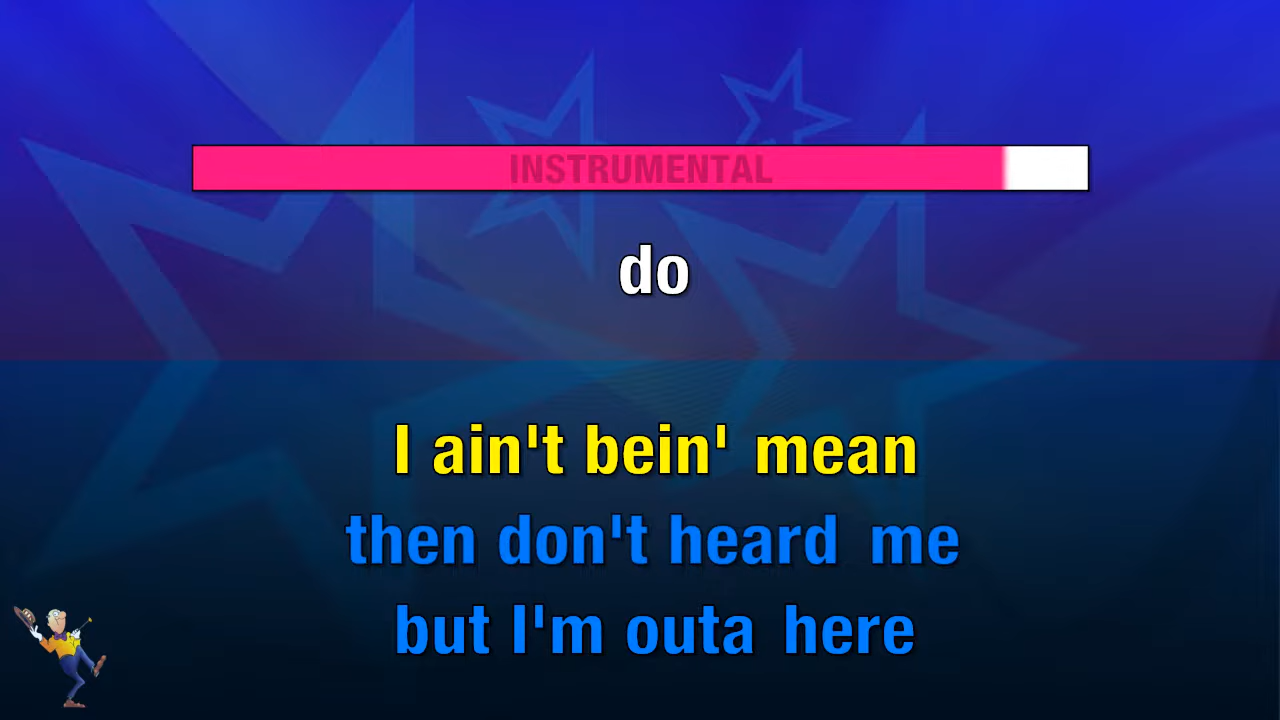 INSTRUMENTAL
do
I ain't bein' mean
then don't heard me
but I'm outa here